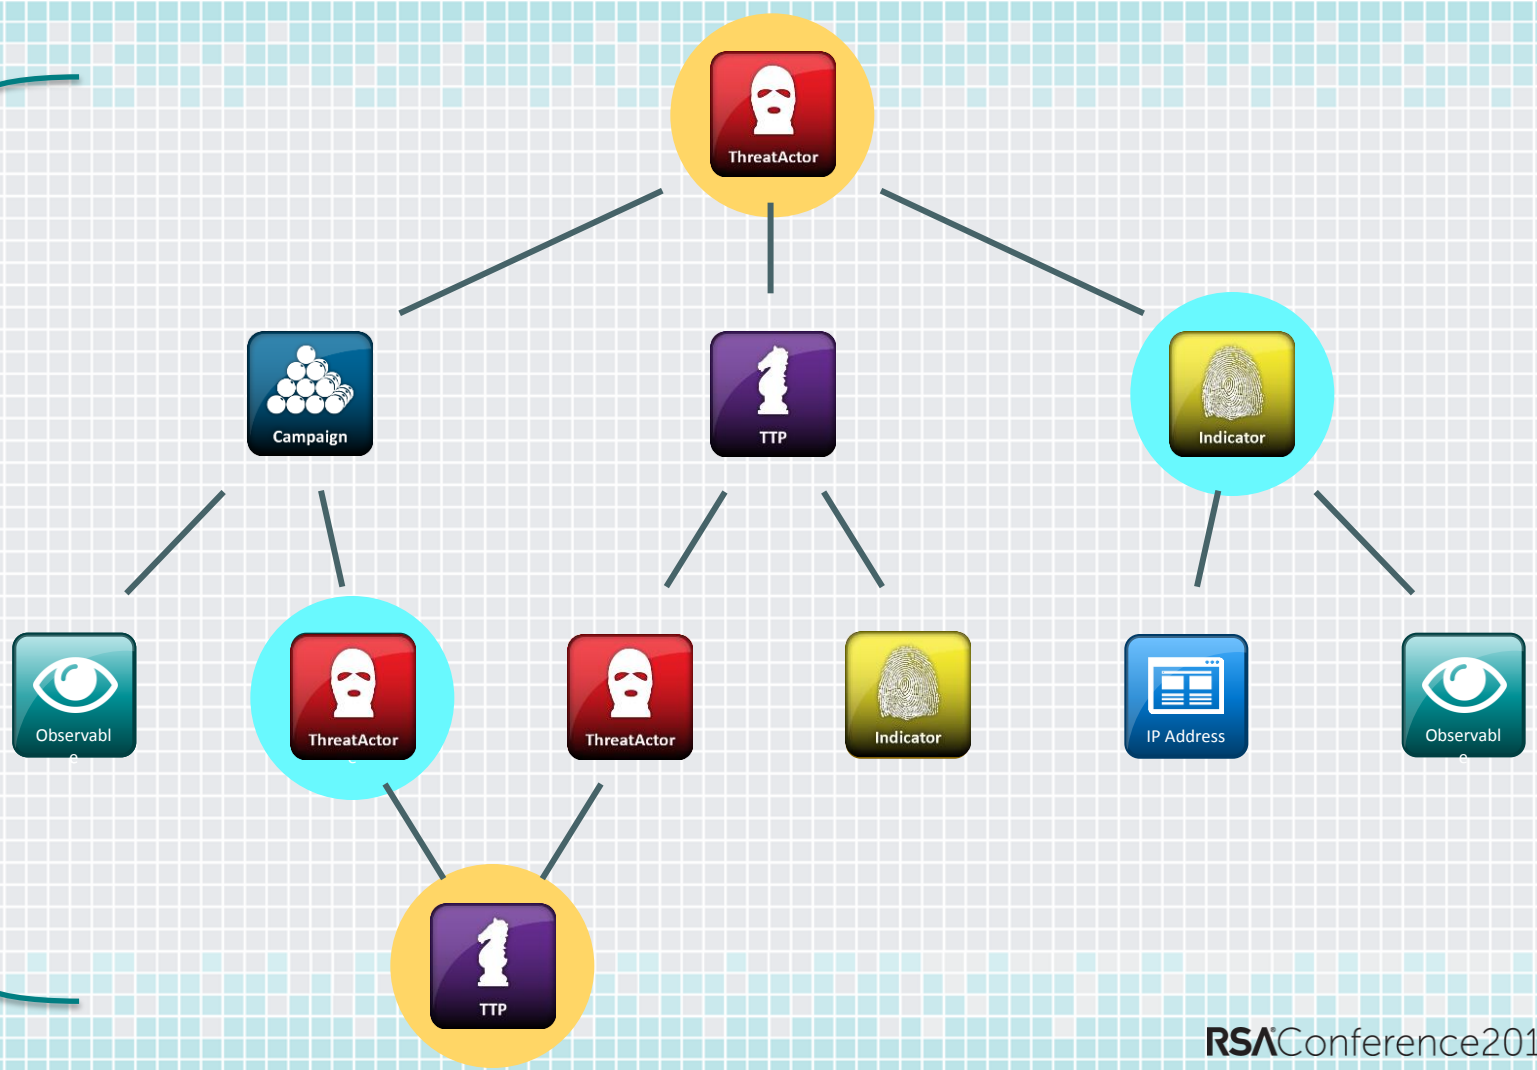 ThreatActor
Campaign
TTP
Indicator
Observabl
e
ThreatActor
ThreatActor
Indicator
IP Address
Observabl
e
TTP
RSAConference201